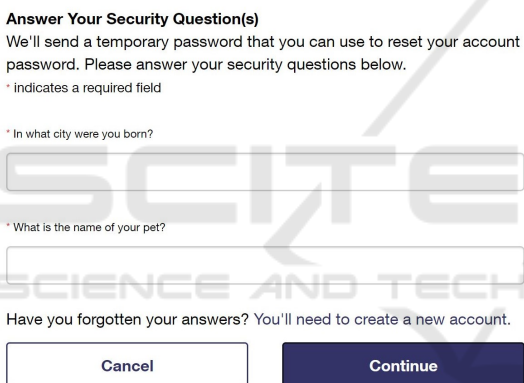 Answer Your Security Question(s)
We'll send a temporary password that you can use to reset your account
password. Please answer your security questions below.
* indicates a required field
* In what city were you born?
SCITE
* What is the name of your pet?
SCIENCE AND TECH
Have you forgotten your answers? You'll need to create a new account.
Cancel
Continue